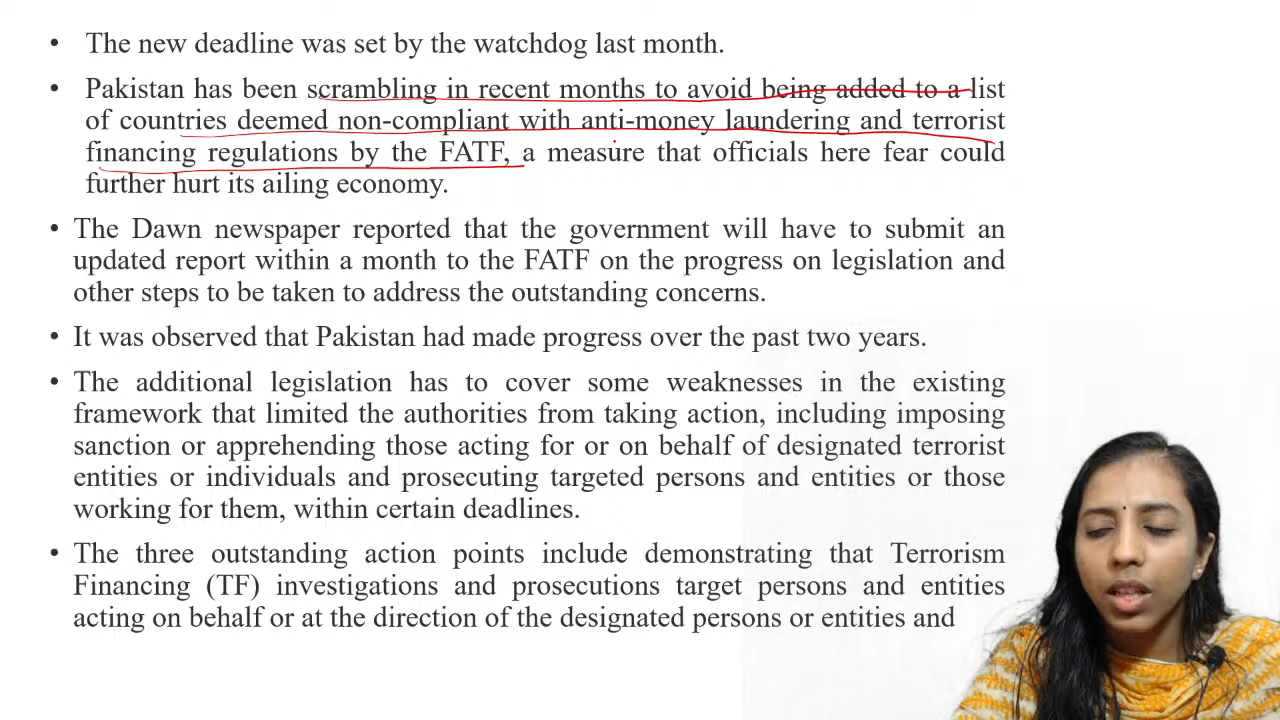 • The new deadline was set by the watchdog last month.
• Pakistan has been scrambling in recent months to avoid being added to a list
of countries deemed non-compliant with anti-money laundering and terrorist
financing regulations by the FATF, a measure that officials here fear could
further hurt its ailing economy.
• The Dawn newspaper reported that the government will have to submit an
updated report within a month to the FATF on the progress on legislation and
other steps to be taken to address the outstanding concerns.
• It was observed that Pakistan had made progress over the past two years.
• The additional legislation has to cover some weaknesses in the existing
framework that limited the authorities from taking action, including imposing
sanction or apprehending those acting for or on behalf of designated terrorist
entities or individuals and prosecuting targeted persons and entities or those
working for them, within certain deadlines.
• The three outstanding action points include demonstrating that Terrorism
Financing (TF) investigations and prosecutions target persons and entities
acting on behalf or at the direction of the designated persons or entities and